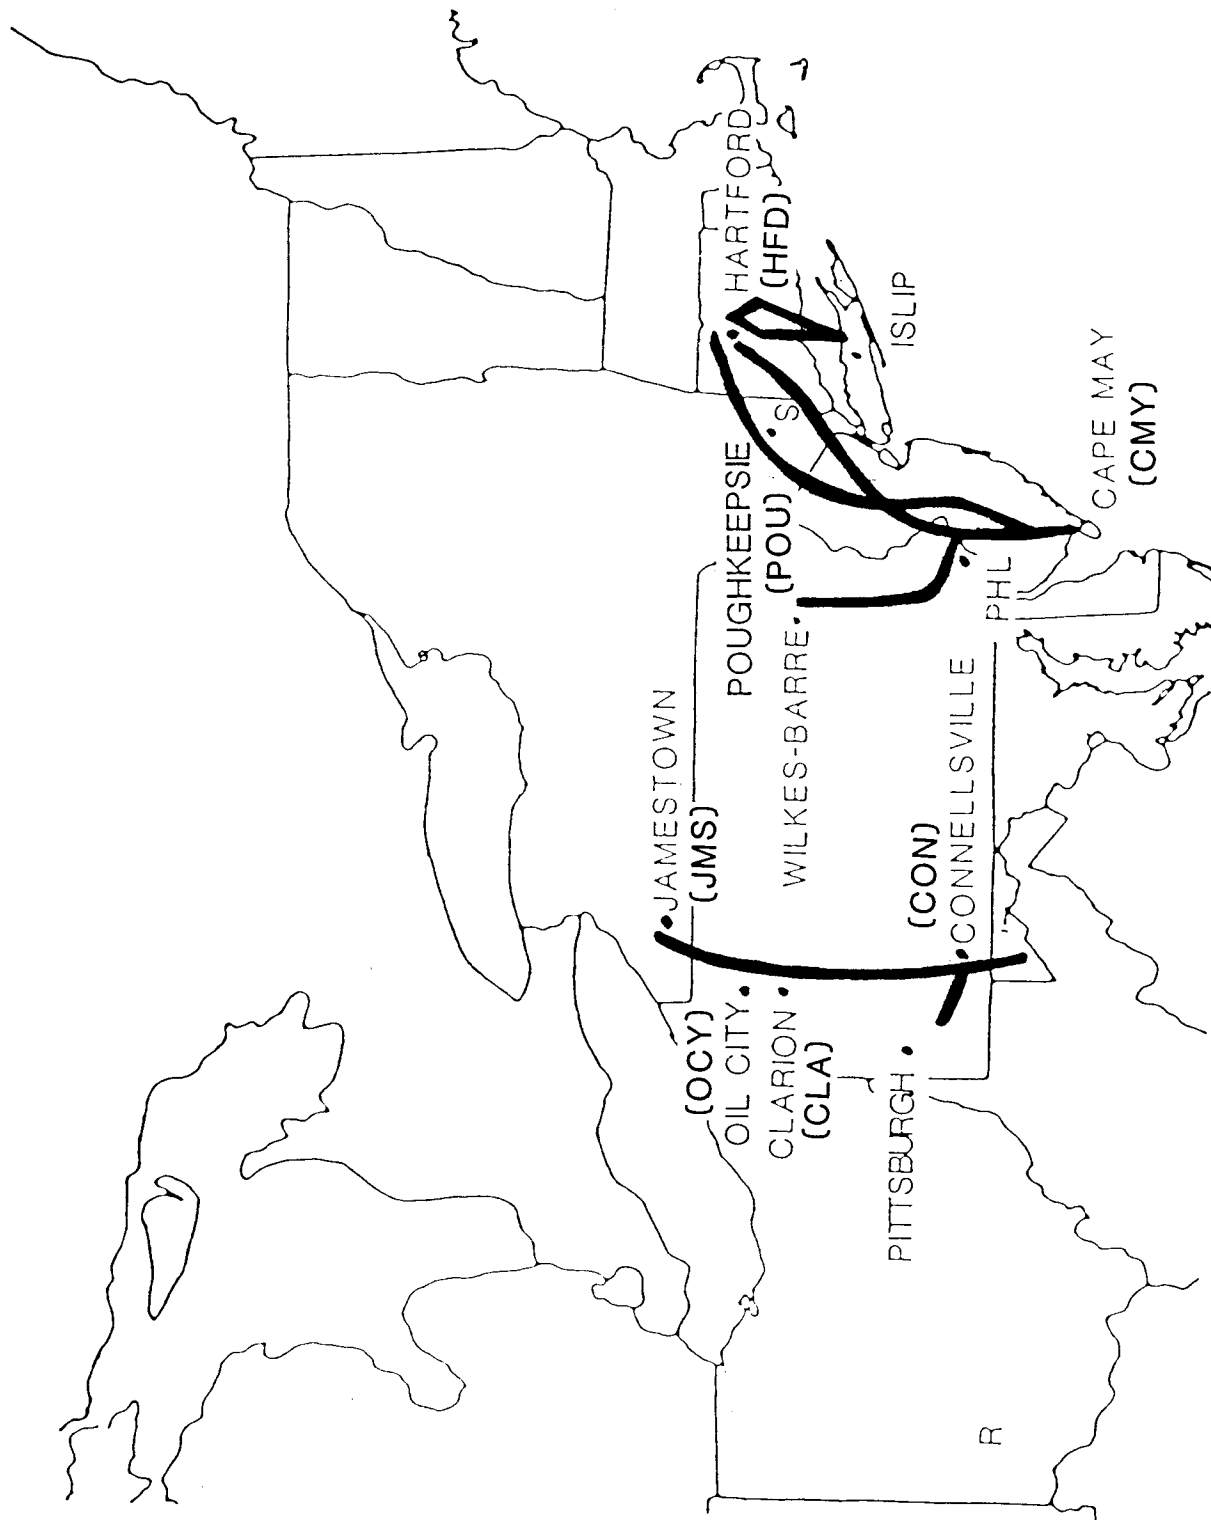 JAMESTOWN
(JMS)
(OCY)
OIL CITY
CLARION
(CLA)
PITTSBURGH
(CON)
CONNELLSVILLE
WILKES-BARRE
POUGHKEEPSIE
(POU)
S
HARTFORD
(HFD)
ISLIP
PHL
CAPE MAY
(CMY)
R